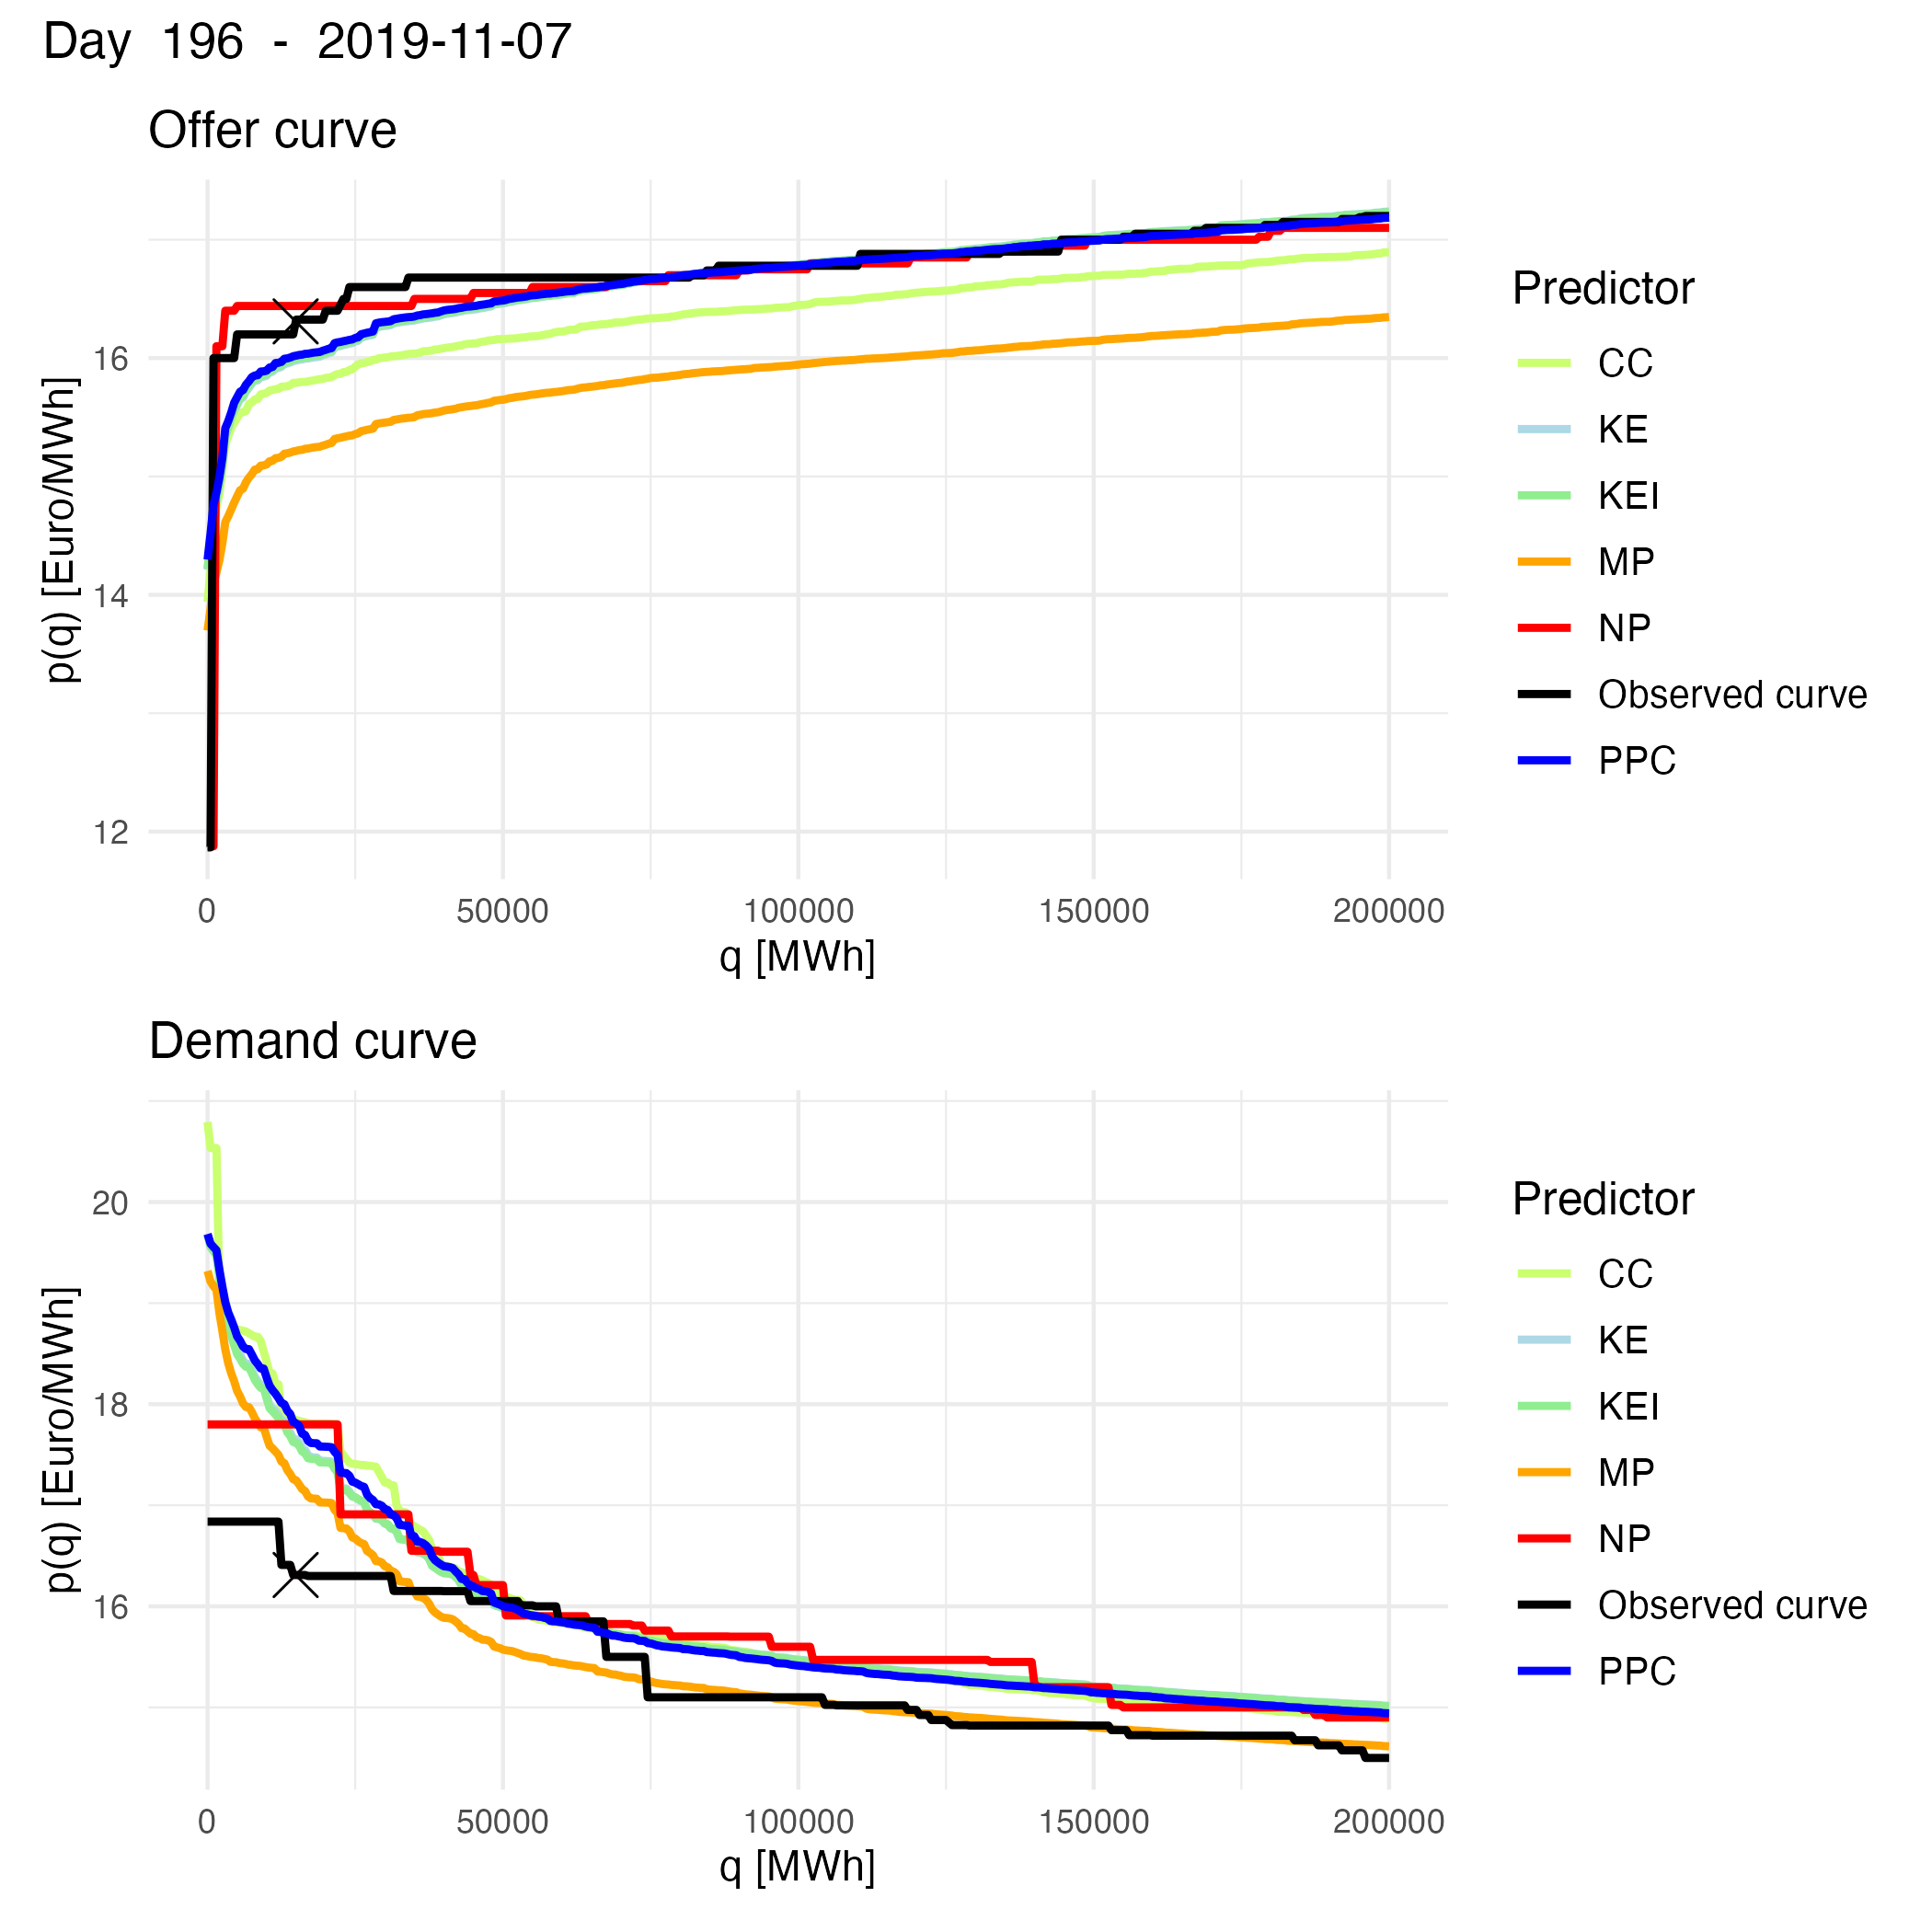 Day 196 - 2019-11-07
Offer curve
p(q) [Euro/MWh]
16
14
12
0 50000 100000 150000 200000
q [MWh]
Predictor
CC
KE
KEI
MP
NP
Observed curve
PPC
Demand curve
p(q) [Euro/MWh]
20
18
16
0 50000 100000 150000 200000
q [MWh]
Predictor
CC
KE
KEI
MP
NP
Observed curve
PPC